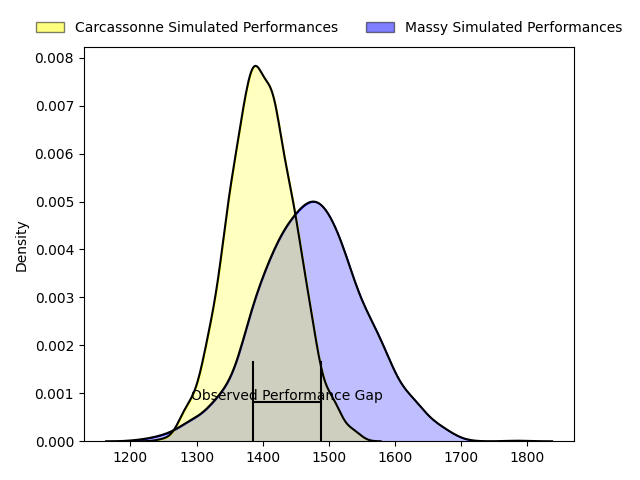 Carcassonne Simulated Performances
Massy Simulated Performances
0.008
0.007
0.006
0.005
0.004
0.003
0.002
0.001
0.000
Density
Observed Performance Gap
1200 1300 1400 1500 1600 1700 1800